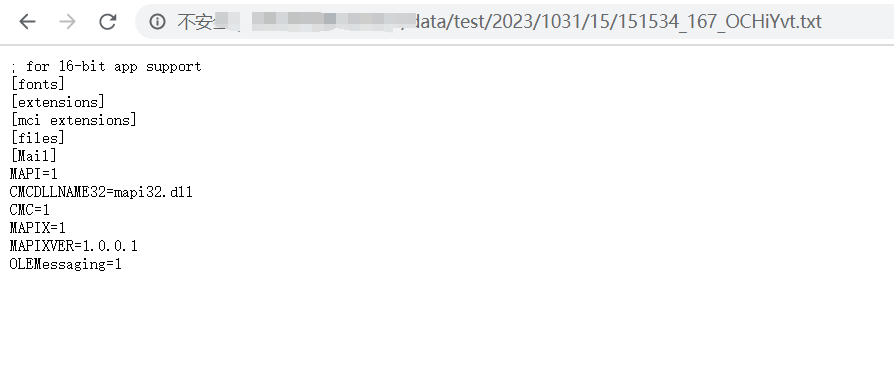 不安
data/test/2023/1031/15/151534_167_OCHiYvt.txt
; for 16-bit app support
[fonts]
[extensions]
[mci extensions]
[files]
[Mail]
MAPI=1
CMCDLLNAME32=mapi32.dll
CMC=1
MAPIX=1
MAPIXVER=1.0.0.1
OLEMessaging=1